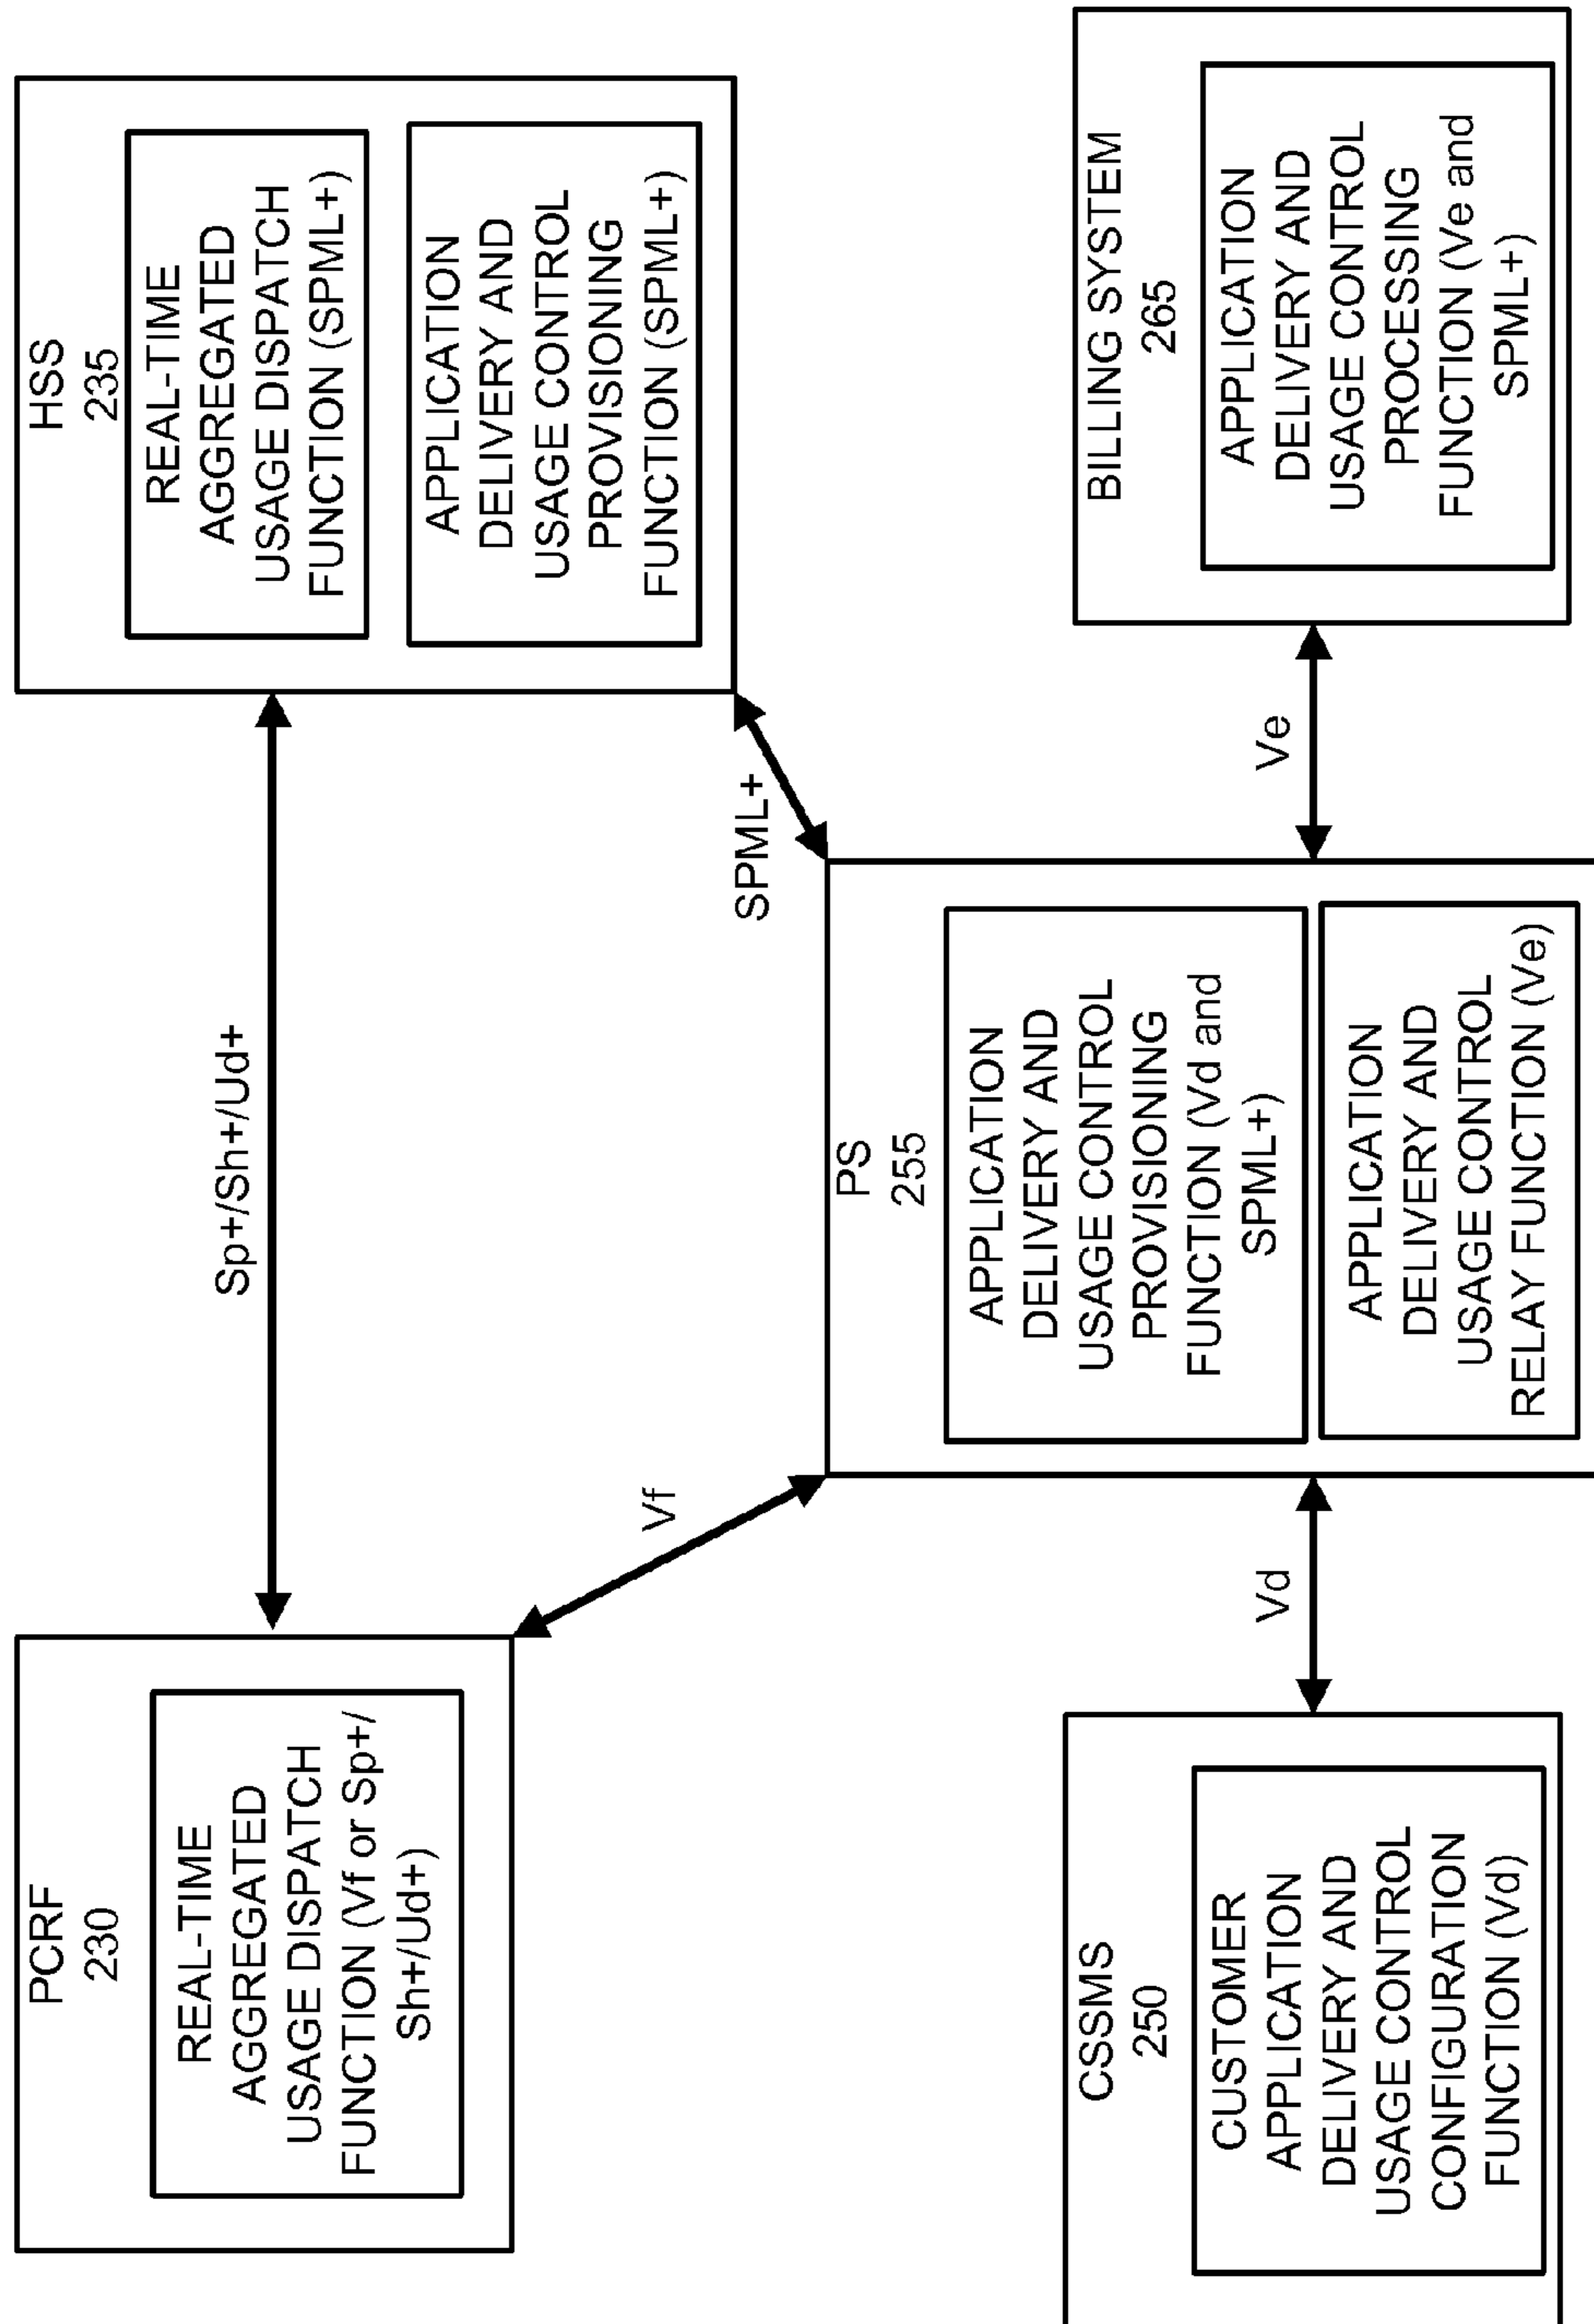 PCRF
230
REAL-TIME
AGGREGATED
USAGE DISPATCH
FUNCTION (Vf or Sp+/
Sh+/Ud+)
Sp+/Sh+/Ud+
HSS
235
REAL-TIME
AGGREGATED
USAGE DISPATCH
FUNCTION (SPML+)
APPLICATION
DELIVERY AND
USAGE CONTROL
PROVISIONING
FUNCTION (SPML+)
Vf
SPML+
CSSMS
250
CUSTOMER
APPLICATION
DELIVERY AND
USAGE CONTROL
CONFIGURATION
FUNCTION (Vd)
Vd
PS
255
APPLICATION
DELIVERY AND
USAGE CONTROL
PROVISIONING
FUNCTION (Vd and
SPML+)
APPLICATION
DELIVERY AND
USAGE CONTROL
RELAY FUNCTION (Ve)
Ve
BILLING SYSTEM
265
APPLICATION
DELIVERY AND
USAGE CONTROL
PROCESSING
FUNCTION (Ve and
SPML+)